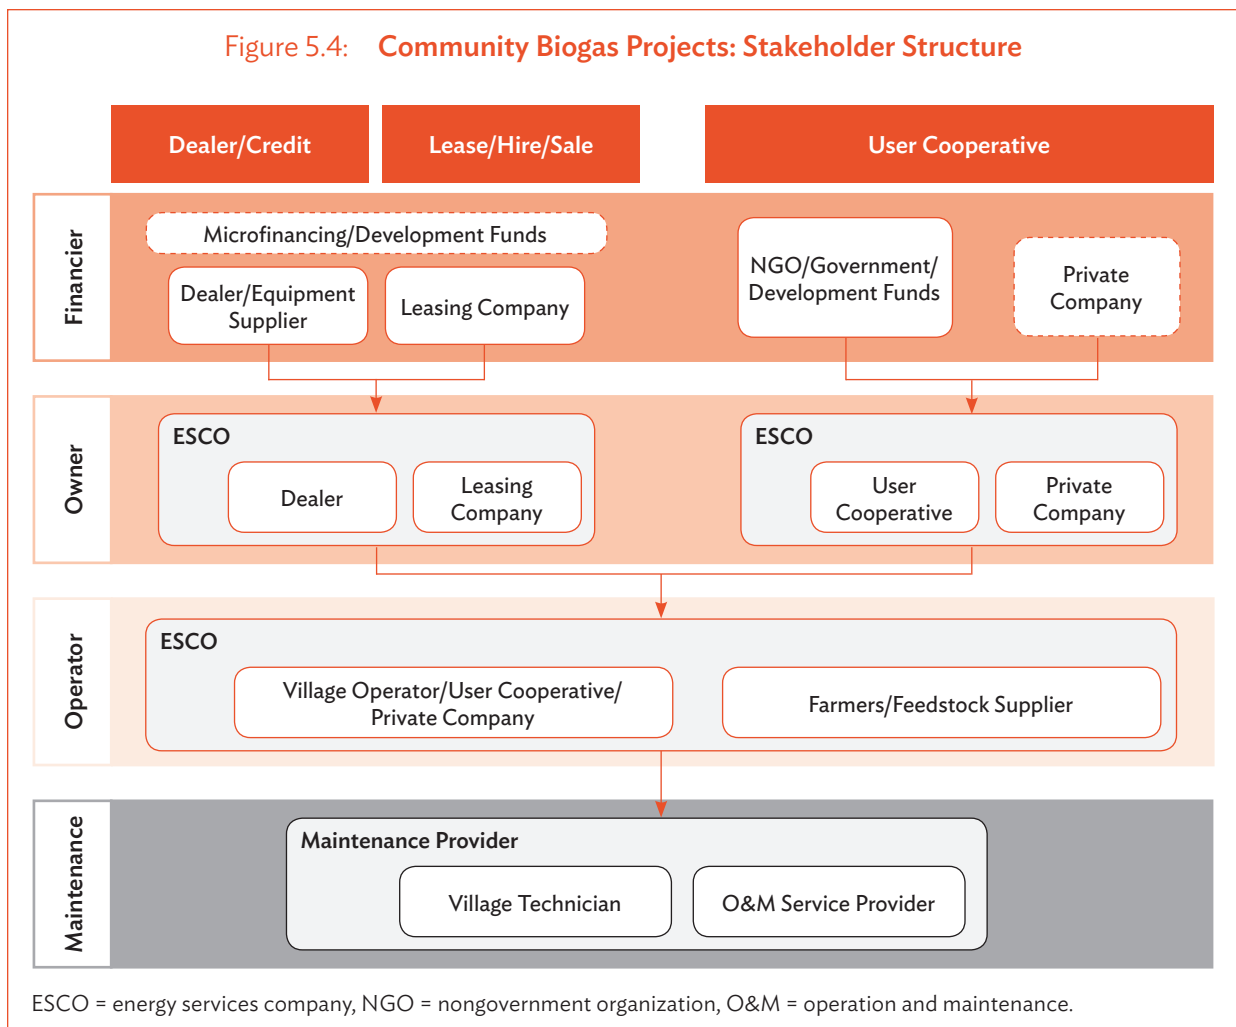 Figure 5.4: Community Biogas Projects: Stakeholder Structure
Dealer/Credit
Lease/Hire/Sale
User Cooperative
Financier
Microfinancing/Development Funds
Dealer/Equipment
Supplier
Leasing Company
NGO/Government/
Development Funds
Private
Company
Owner
ESCO
Dealer
Leasing
Company
ESCO
User
Cooperative
Private
Company
Operator
ESCO
Village Operator/User Cooperative/
Private Company
Farmers/Feedstock Supplier
Maintenance
Maintenance Provider
Village Technician
O&M Service Provider
ESCO = energy services company, NGO = nongovernment organization, O&M = operation and maintenance.